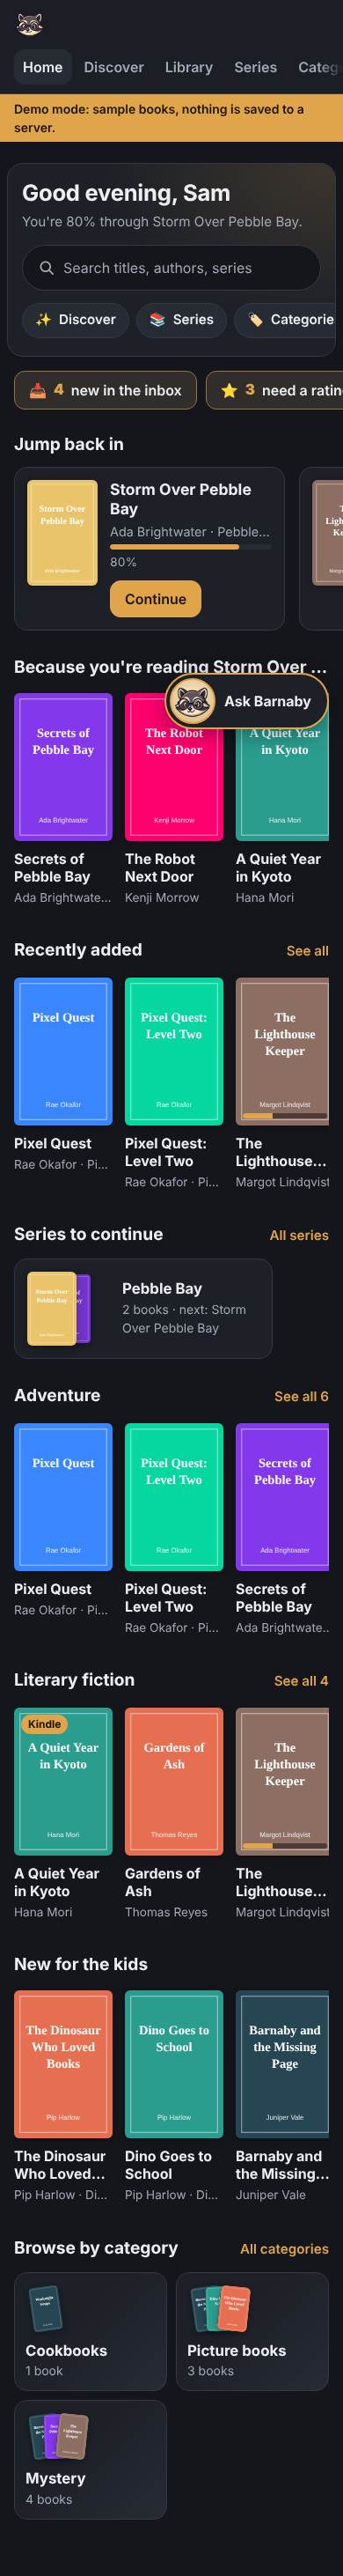 Home Discover Library Series Categ
Demo mode: sample books, nothing is saved to a
server.
Good evening, Sam
You're 80% through Storm Over Pebble Bay.
Search titles, authors, series
✨ Discover 📚 Series 🏷️ Categorie
📥 4 new in the inbox ⭐ 3 need a ratin
Jump back in
Storm Over
Pebble Bay
Ada Brightwater
Storm Over Pebble
Bay
Ada Brightwater · Pebble...
80%
Continue
Because you're reading Storm Over ...
Ask Barnaby
Secrets of
Pebble Bay
Ada Brightwater
The Robot
Next Door
Kenji Morrow
A Quiet Year
in Kyoto
Hana Mori
Secrets of
Pebble Bay
Ada Brightwate...
The Robot
Next Door
Kenji Morrow
A Quiet Year
in Kyoto
Hana Mori
Recently added See all
Pixel Quest
Rae Okafor
Pixel Quest:
Level Two
Rae Okafor
The
Lighthouse
Keeper
Margot Lindqvist
Pixel Quest
Rae Okafor · Pi...
Pixel Quest:
Level Two
Rae Okafor · Pi...
The
Lighthouse...
Margot Lindqvist
Series to continue All series
Storm Over
Pebble Bay
Pebble Bay
2 books · next: Storm
Over Pebble Bay
Adventure See all 6
Pixel Quest
Rae Okafor
Pixel Quest:
Level Two
Rae Okafor
Secrets of
Pebble Bay
Ada Brightwater
Pixel Quest
Rae Okafor · Pi...
Pixel Quest:
Level Two
Rae Okafor · Pi...
Secrets of
Pebble Bay
Ada Brightwate...
Literary fiction See all 4
Kindle
A Quiet Year
in Kyoto
Hana Mori
Gardens of
Ash
Thomas Reyes
The
Lighthouse
Keeper
Margot Lindqvist
A Quiet Year
in Kyoto
Hana Mori
Gardens of
Ash
Thomas Reyes
The
Lighthouse...
Margot Lindqvist
New for the kids
The Dinosaur
Who Loved
Books
Pip Harlow
Dino Goes to
School
Pip Harlow
Barnaby and
the Missing
Page
Juniper Vale
The Dinosaur
Who Loved...
Pip Harlow · Di...
Dino Goes to
School
Pip Harlow · Di...
Barnaby and
the Missing...
Juniper Vale
Browse by category All categories
Cookbooks
1 book
Picture books
3 books
Mystery
4 books